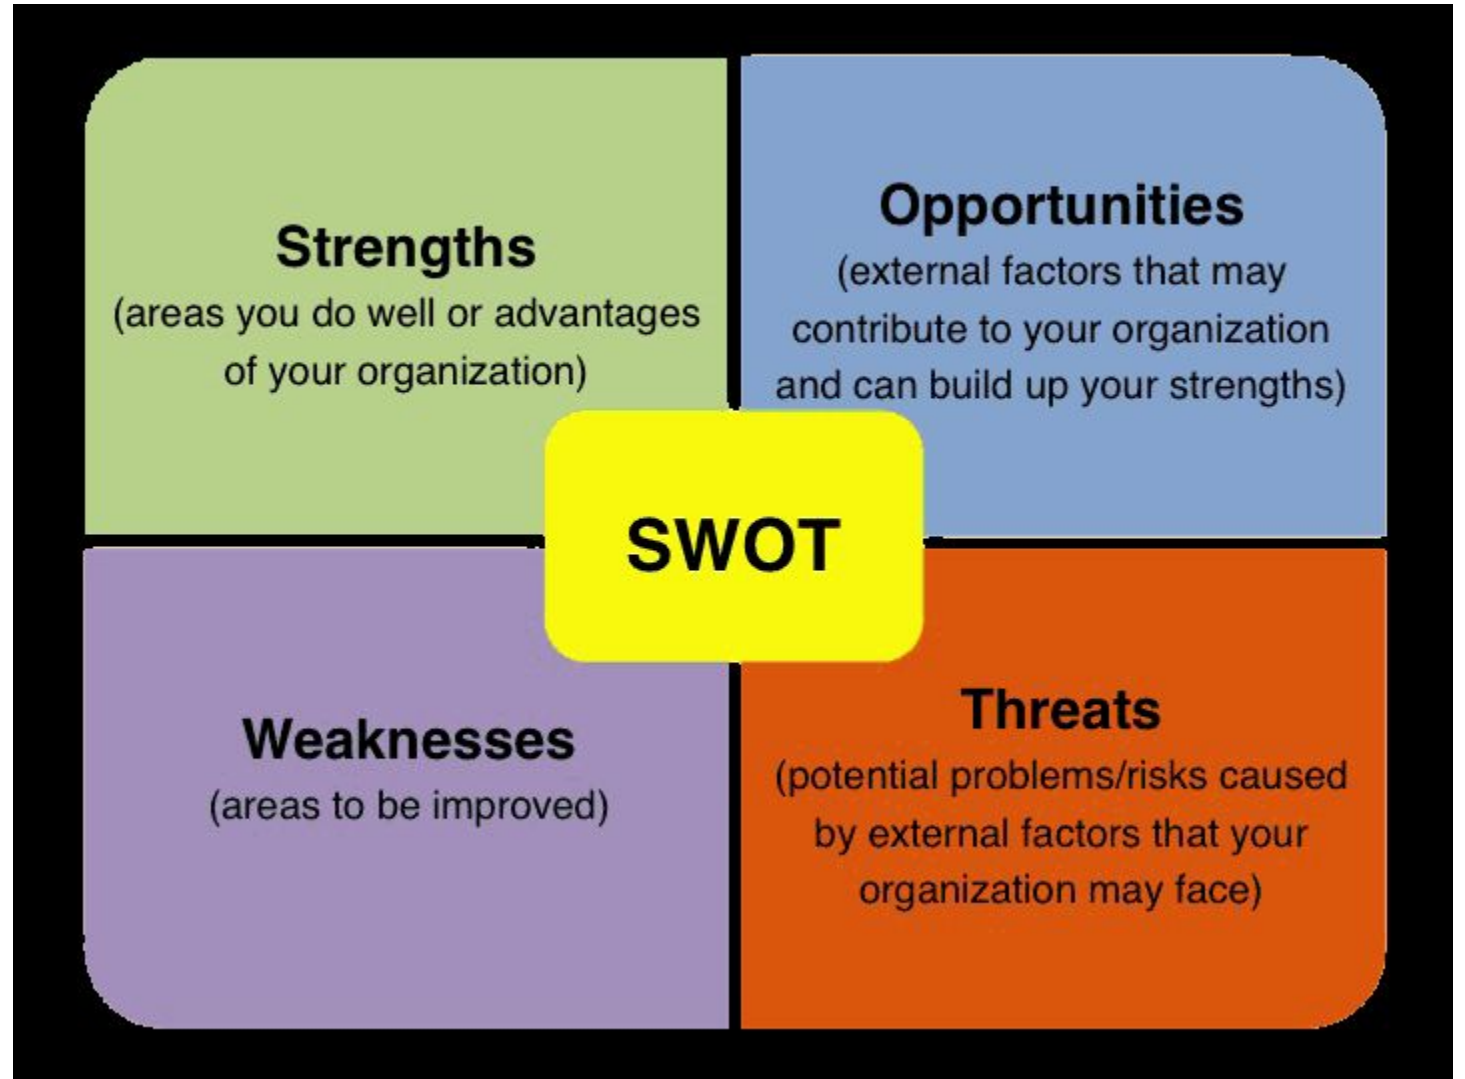 Strengths
(areas you do well or advantages
of your organization)
Opportunities
(external factors that may
contribute to your organization
and can build up your strengths)
SWOT
Weaknesses
(areas to be improved)
Threats
(potential problems/risks caused
by external factors that your
organization may face)